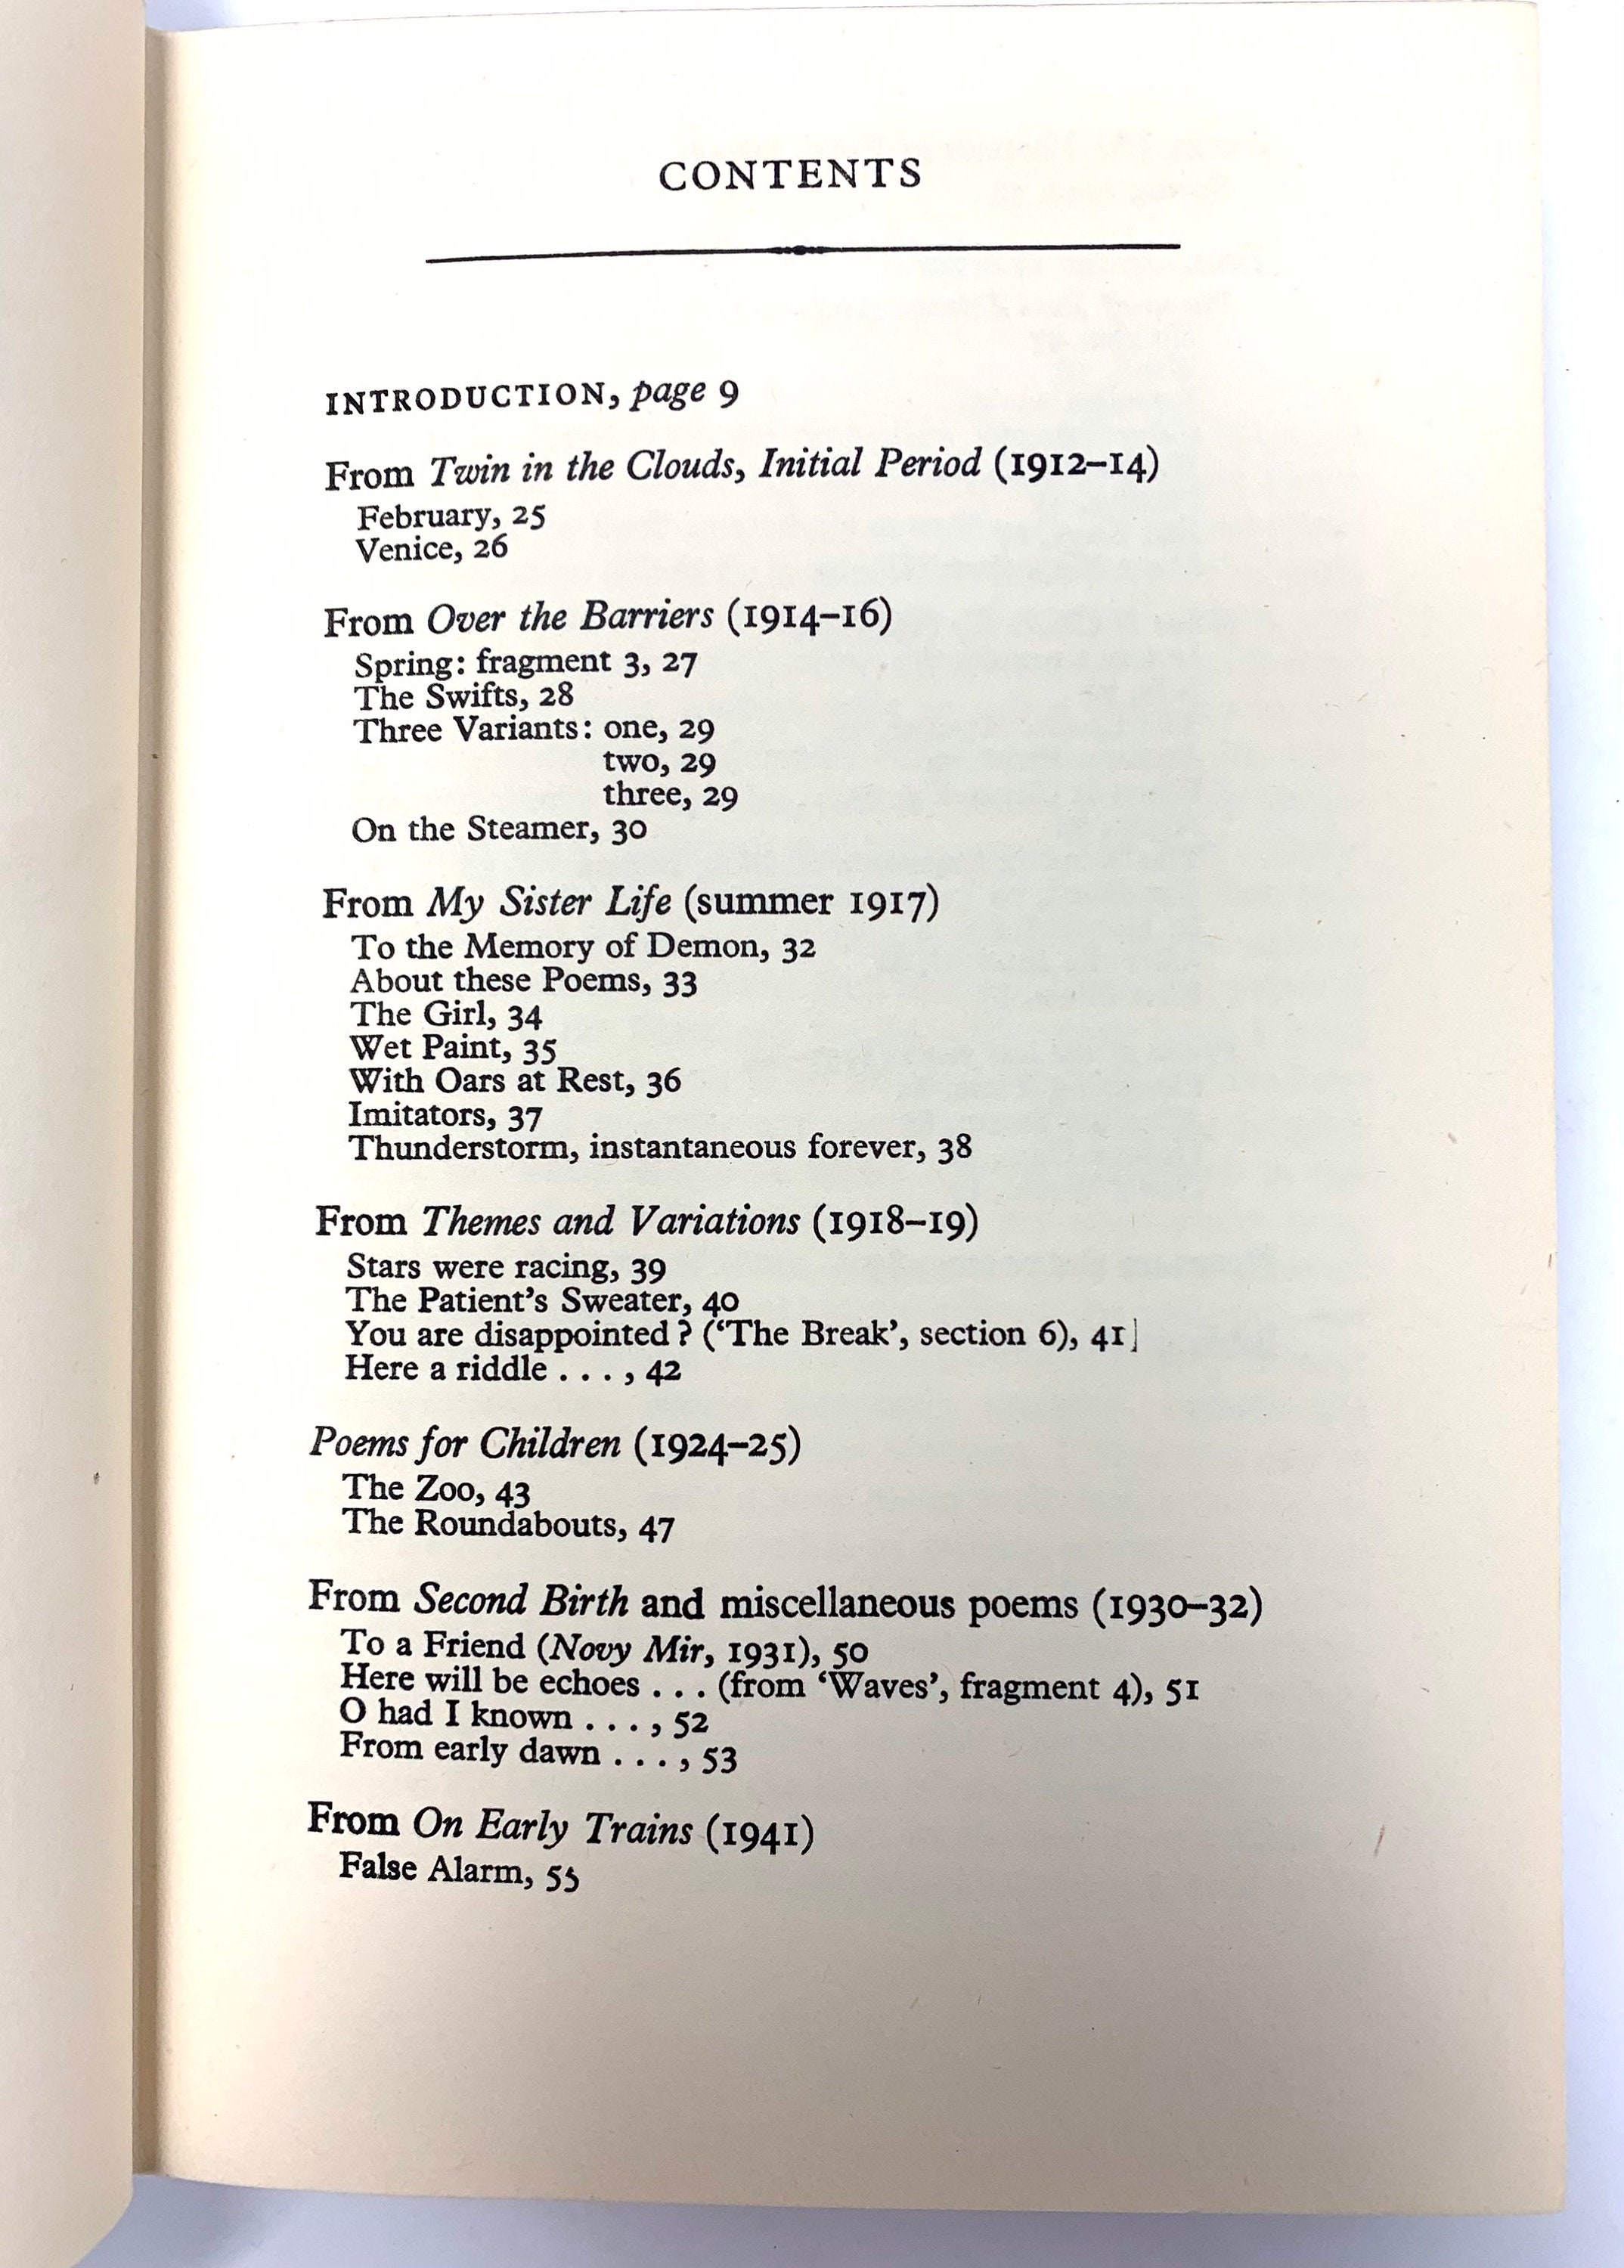 CONTENTS
INTRODUCTION, page 9
From Twin in the Clouds, Initial Period (1912–14)
February, 25
Venice, 26
From Over the Barriers (1914–16)
Spring: fragment 3, 27
The Swifts, 28
Three Variants: one, 29
two, 29
three, 29
On the Steamer, 30
From My Sister Life (summer 1917)
To the Memory of Demon, 32
About these Poems, 33
The Girl, 34
Wet Paint, 35
With Oars at Rest, 36
Imitators, 37
Thunderstorm, instantaneous forever, 38
From Themes and Variations (1918–19)
Stars were racing, 39
The Patient's Sweater, 40
You are disappointed? ('The Break', section 6), 41]
Here a riddle . . . , 42
Poems for Children (1924–25)
The Zoo, 43
The Roundabouts, 47
From Second Birth and miscellaneous poems (1930–32)
To a Friend (Novy Mir, 1931), 50
Here will be echoes . . . (from 'Waves', fragment 4), 51
O had I known . . . , 52
From early dawn . . . , 53
From On Early Trains (1941)
False Alarm, 55